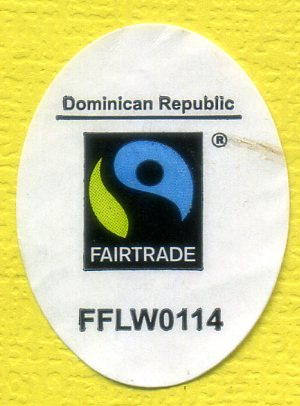 Dominican Republic
®
FAIRTRADE
FFLW0114